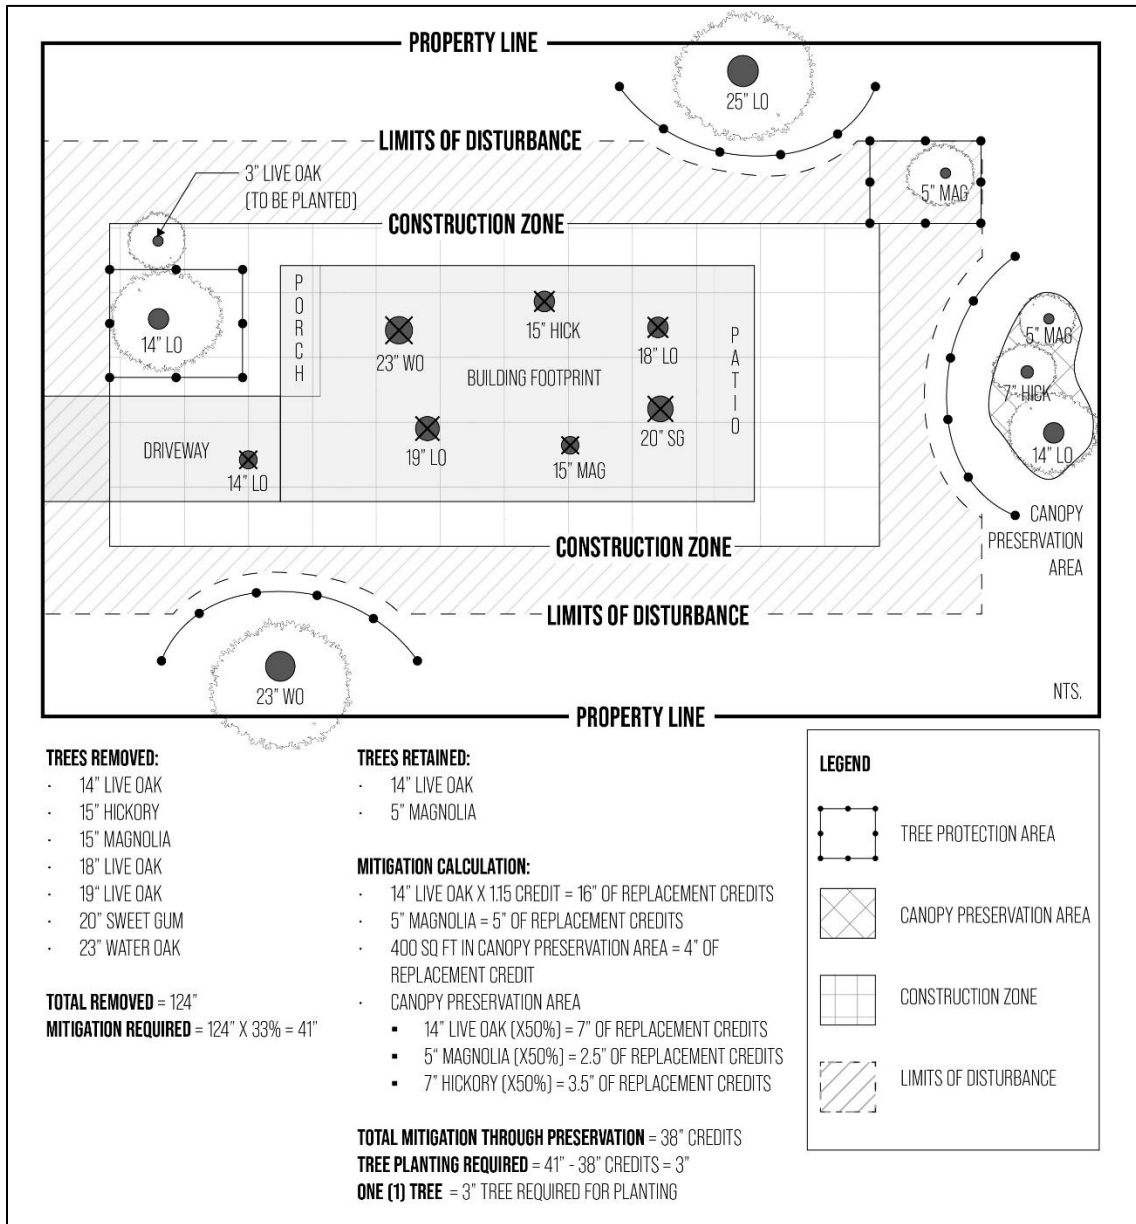 PROPERTY LINE
25" LO
LIMITS OF DISTURBANCE
3" LIVE OAK
(TO BE PLANTED)
5" MAG
CONSTRUCTION ZONE
PORCH
14" LO
23" WO
15" HICK
18" LO
PATIO
BUILDING FOOTPRINT
5" MAG
7" HICK
14" LO
DRIVEWAY
14" LO
19" LO
15" MAG
20" SG
CANOPY
PRESERVATION
AREA
CONSTRUCTION ZONE
LIMITS OF DISTURBANCE
23" WO
NTS.
PROPERTY LINE
TREES REMOVED:
· 14" LIVE OAK
· 15" HICKORY
· 15" MAGNOLIA
· 18" LIVE OAK
· 19" LIVE OAK
· 20" SWEET GUM
· 23" WATER OAK
TOTAL REMOVED = 124"
MITIGATION REQUIRED = 124" X 33% = 41"
TREES RETAINED:
· 14" LIVE OAK
· 5" MAGNOLIA
MITIGATION CALCULATION:
· 14" LIVE OAK X 1.15 CREDIT = 16" OF REPLACEMENT CREDITS
· 5" MAGNOLIA = 5" OF REPLACEMENT CREDITS
· 400 SQ FT IN CANOPY PRESERVATION AREA = 4" OF
REPLACEMENT CREDIT
· CANOPY PRESERVATION AREA
▪ 14" LIVE OAK (X50%) = 7" OF REPLACEMENT CREDITS
▪ 5" MAGNOLIA (X50%) = 2.5" OF REPLACEMENT CREDITS
▪ 7" HICKORY (X50%) = 3.5" OF REPLACEMENT CREDITS
TOTAL MITIGATION THROUGH PRESERVATION = 38" CREDITS
TREE PLANTING REQUIRED = 41" - 38" CREDITS = 3"
ONE (1) TREE = 3" TREE REQUIRED FOR PLANTING
LEGEND
TREE PROTECTION AREA
CANOPY PRESERVATION AREA
CONSTRUCTION ZONE
LIMITS OF DISTURBANCE